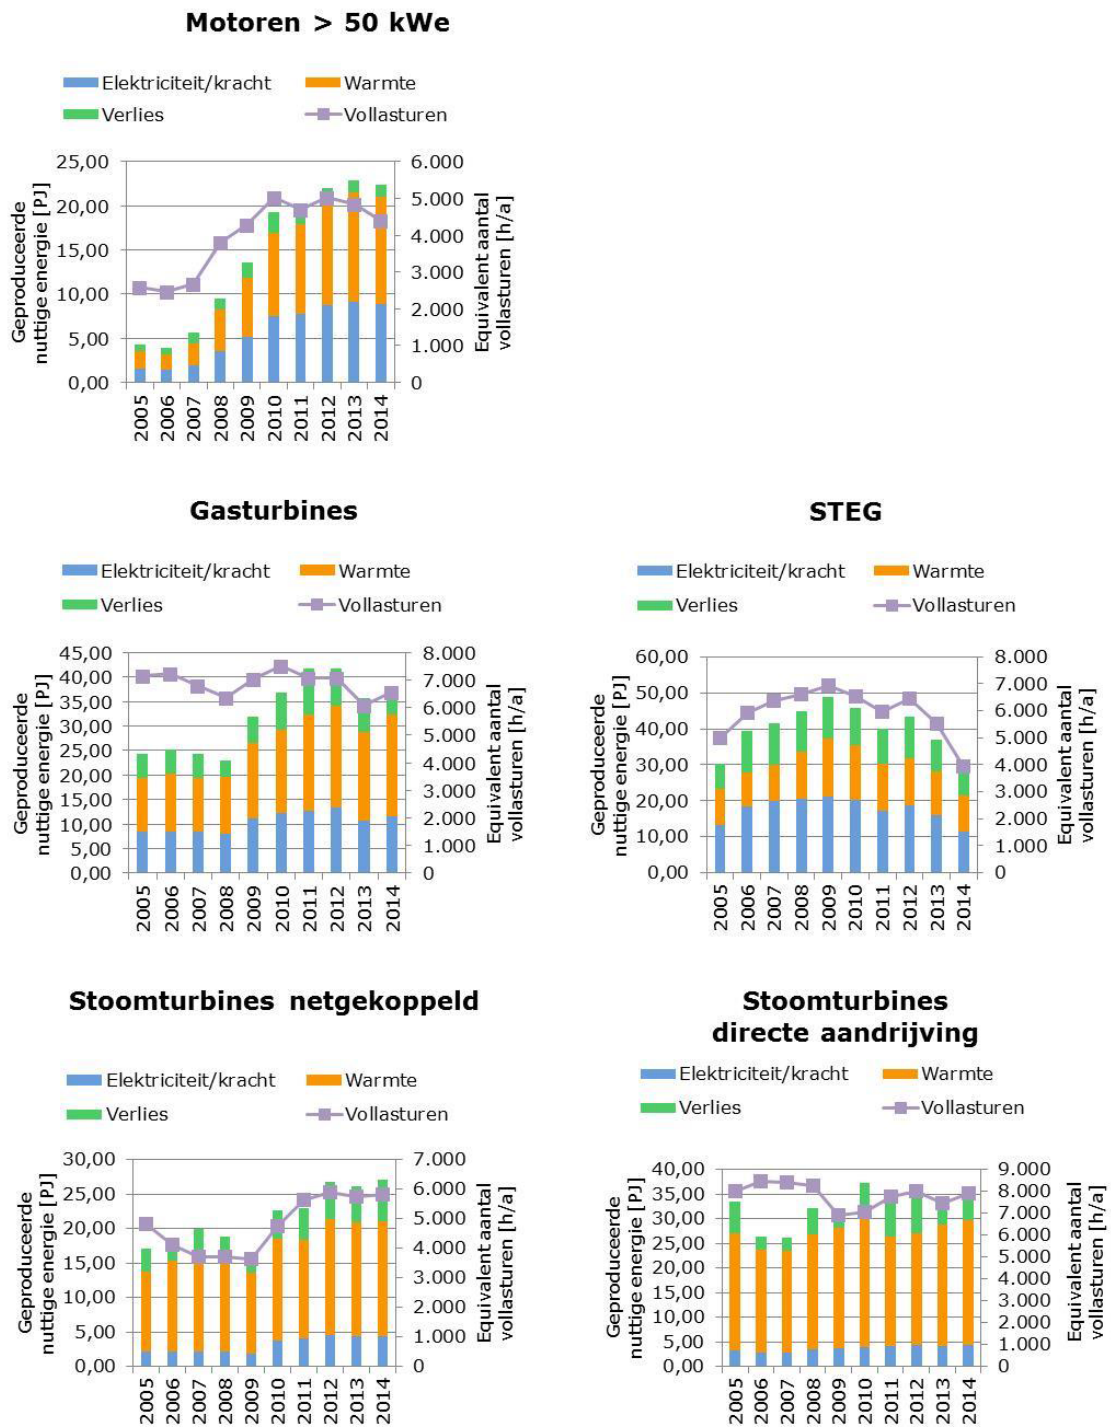 Motoren > 50 kWe
Elektriciteit/kracht
Warmte
Verlies
Vollasturen
Geproduceerde
nuttige energie [PJ]
25,00
20,00
15,00
10,00
5,00
0,00
6.000
5.000
4.000
3.000
2.000
1.000
0
Equivalent aantal
vollasturen [h/a]
2005
2006
2007
2008
2009
2010
2011
2012
2013
2014
Gasturbines
Elektriciteit/kracht
Warmte
Verlies
Vollasturen
Geproduceerde
nuttige energie [PJ]
45,00
40,00
35,00
30,00
25,00
20,00
15,00
10,00
5,00
0,00
8.000
7.000
6.000
5.000
4.000
3.000
2.000
1.000
0
Equivalent aantal
vollasturen [h/a]
2005
2006
2007
2008
2009
2010
2011
2012
2013
2014
STEG
Elektriciteit/kracht
Warmte
Verlies
Vollasturen
Geproduceerde
nuttige energie [PJ]
60,00
50,00
40,00
30,00
20,00
10,00
0,00
8.000
7.000
6.000
5.000
4.000
3.000
2.000
1.000
0
Equivalent aantal
vollasturen [h/a]
2005
2006
2007
2008
2009
2010
2011
2012
2013
2014
Stoomturbines netgekoppeld
Elektriciteit/kracht
Warmte
Verlies
Vollasturen
Geproduceerde
nuttige energie [PJ]
30,00
25,00
20,00
15,00
10,00
5,00
0,00
7.000
6.000
5.000
4.000
3.000
2.000
1.000
0
Equivalent aantal
vollasturen [h/a]
2005
2006
2007
2008
2009
2010
2011
2012
2013
2014
Stoomturbines
directe aandrijving
Elektriciteit/kracht
Warmte
Verlies
Vollasturen
Geproduceerde
nuttige energie [PJ]
40,00
35,00
30,00
25,00
20,00
15,00
10,00
5,00
0,00
9.000
8.000
7.000
6.000
5.000
4.000
3.000
2.000
1.000
0
Equivalent aantal
vollasturen [h/a]
2005
2006
2007
2008
2009
2010
2011
2012
2013
2014